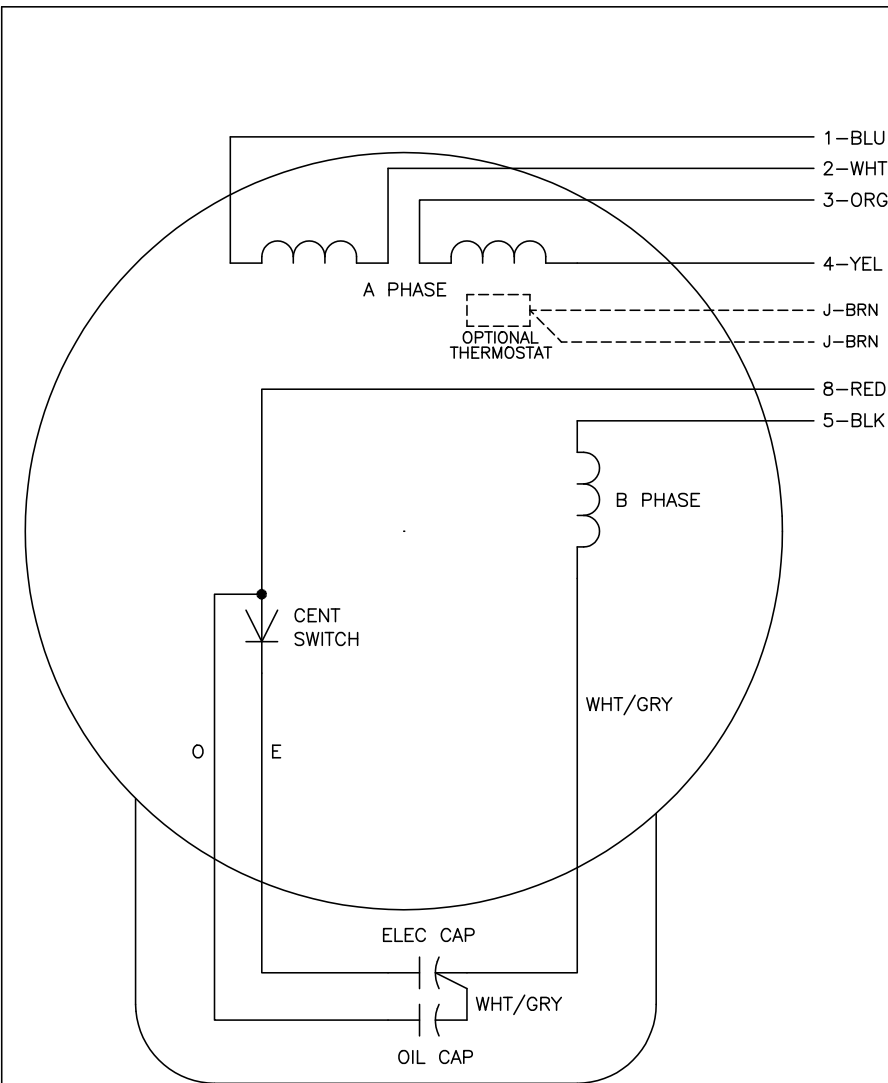 1-BLU
2-WHT
3-ORG
4-YEL
A PHASE
J-BRN
OPTIONAL
THERMOSTAT
J-BRN
8-RED
5-BLK
B PHASE
CENT
SWITCH
WHT/GRY
O
E
ELEC CAP
WHT/GRY
OIL CAP